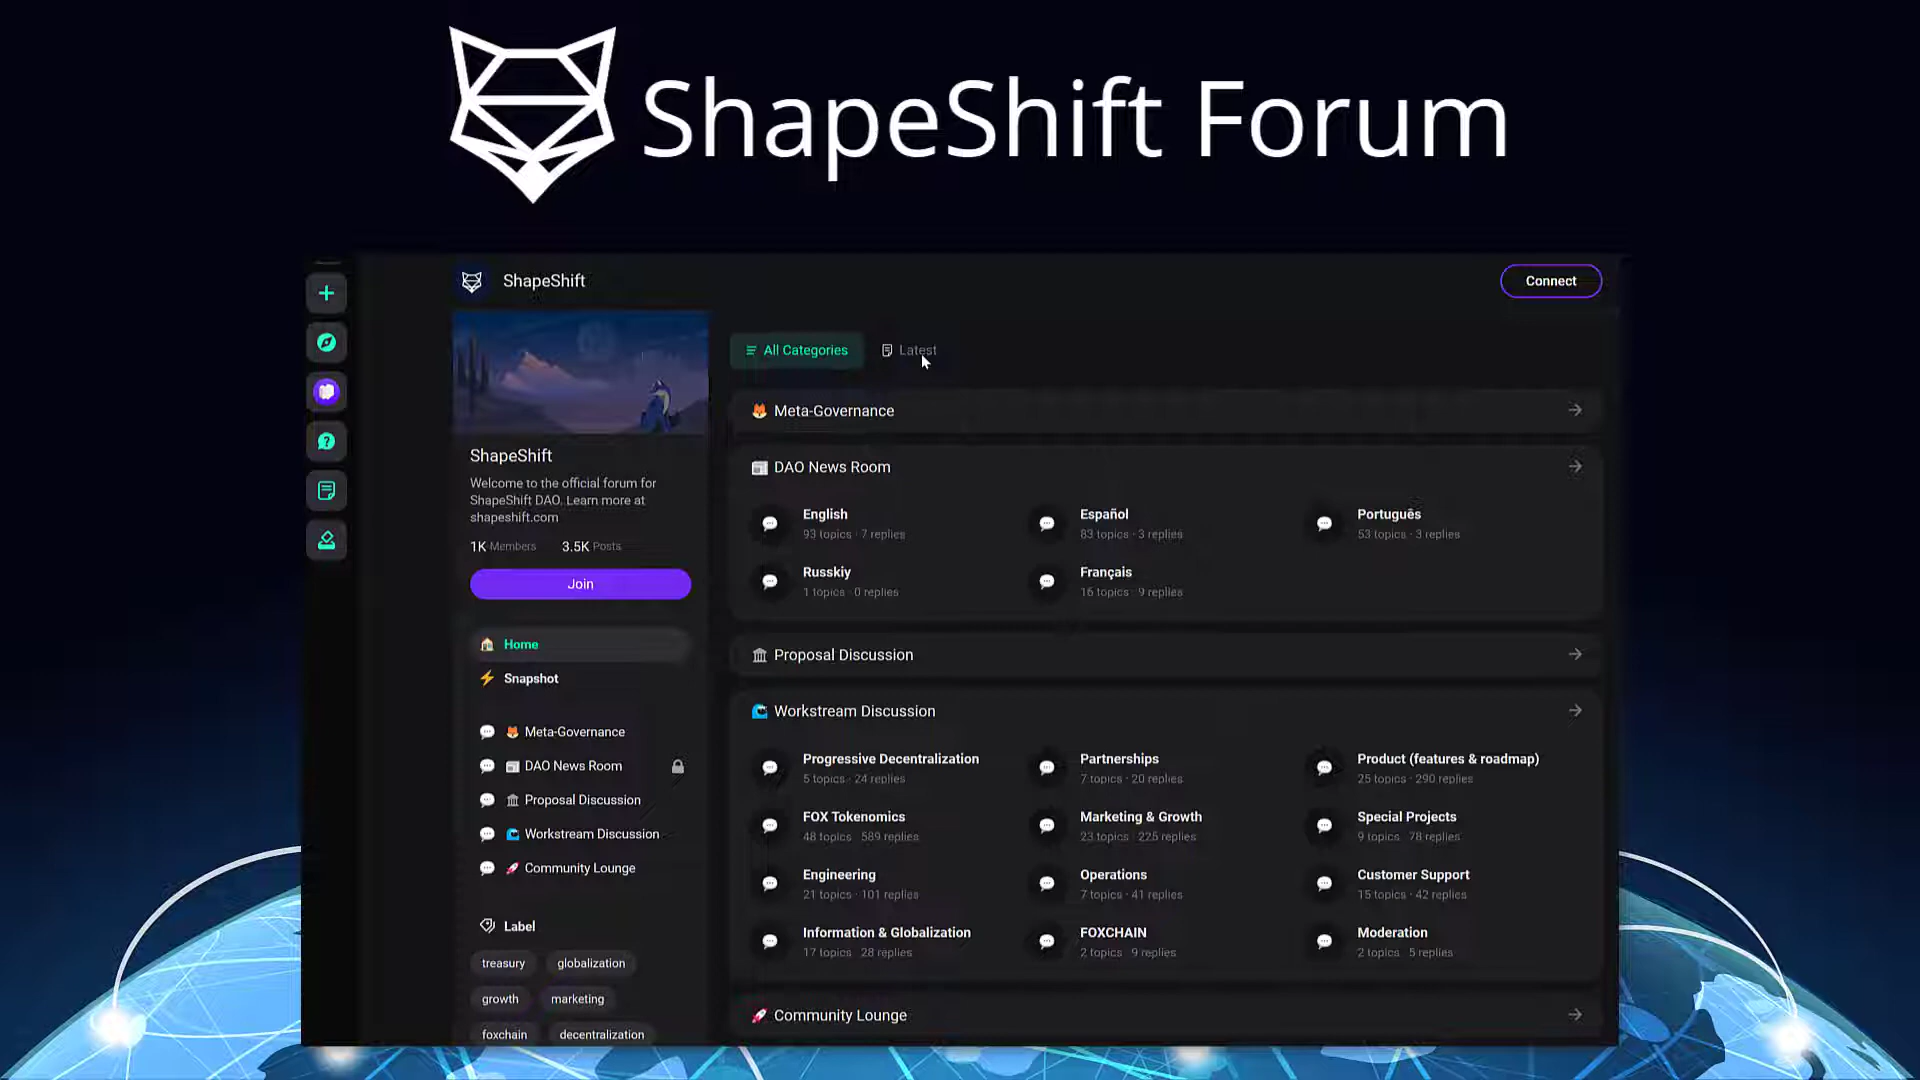 ShapeShift Forum
ShapeShift
Connect
All Categories
Latest
Meta-Governance
DAO News Room
English
93 topics · 7 replies
Español
83 topics · 3 replies
Português
53 topics · 3 replies
Russkiy
1 topics · 0 replies
Français
16 topics · 9 replies
Proposal Discussion
Workstream Discussion
Progressive Decentralization
5 topics · 24 replies
Partnerships
7 topics · 20 replies
Product (features & roadmap)
25 topics · 290 replies
FOX Tokenomics
48 topics · 589 replies
Marketing & Growth
23 topics · 225 replies
Special Projects
9 topics · 78 replies
Engineering
21 topics · 101 replies
Operations
7 topics · 41 replies
Customer Support
15 topics · 42 replies
Information & Globalization
17 topics · 28 replies
FOXCHAIN
2 topics · 9 replies
Moderation
2 topics · 5 replies
Community Lounge
ShapeShift
Welcome to the official forum for
ShapeShift DAO. Learn more at
shapeshift.com
1K Members 3.5K Posts
Join
Home
Snapshot
Meta-Governance
DAO News Room
Proposal Discussion
Workstream Discussion
Community Lounge
Label
treasury globalization
growth marketing
foxchain decentralization